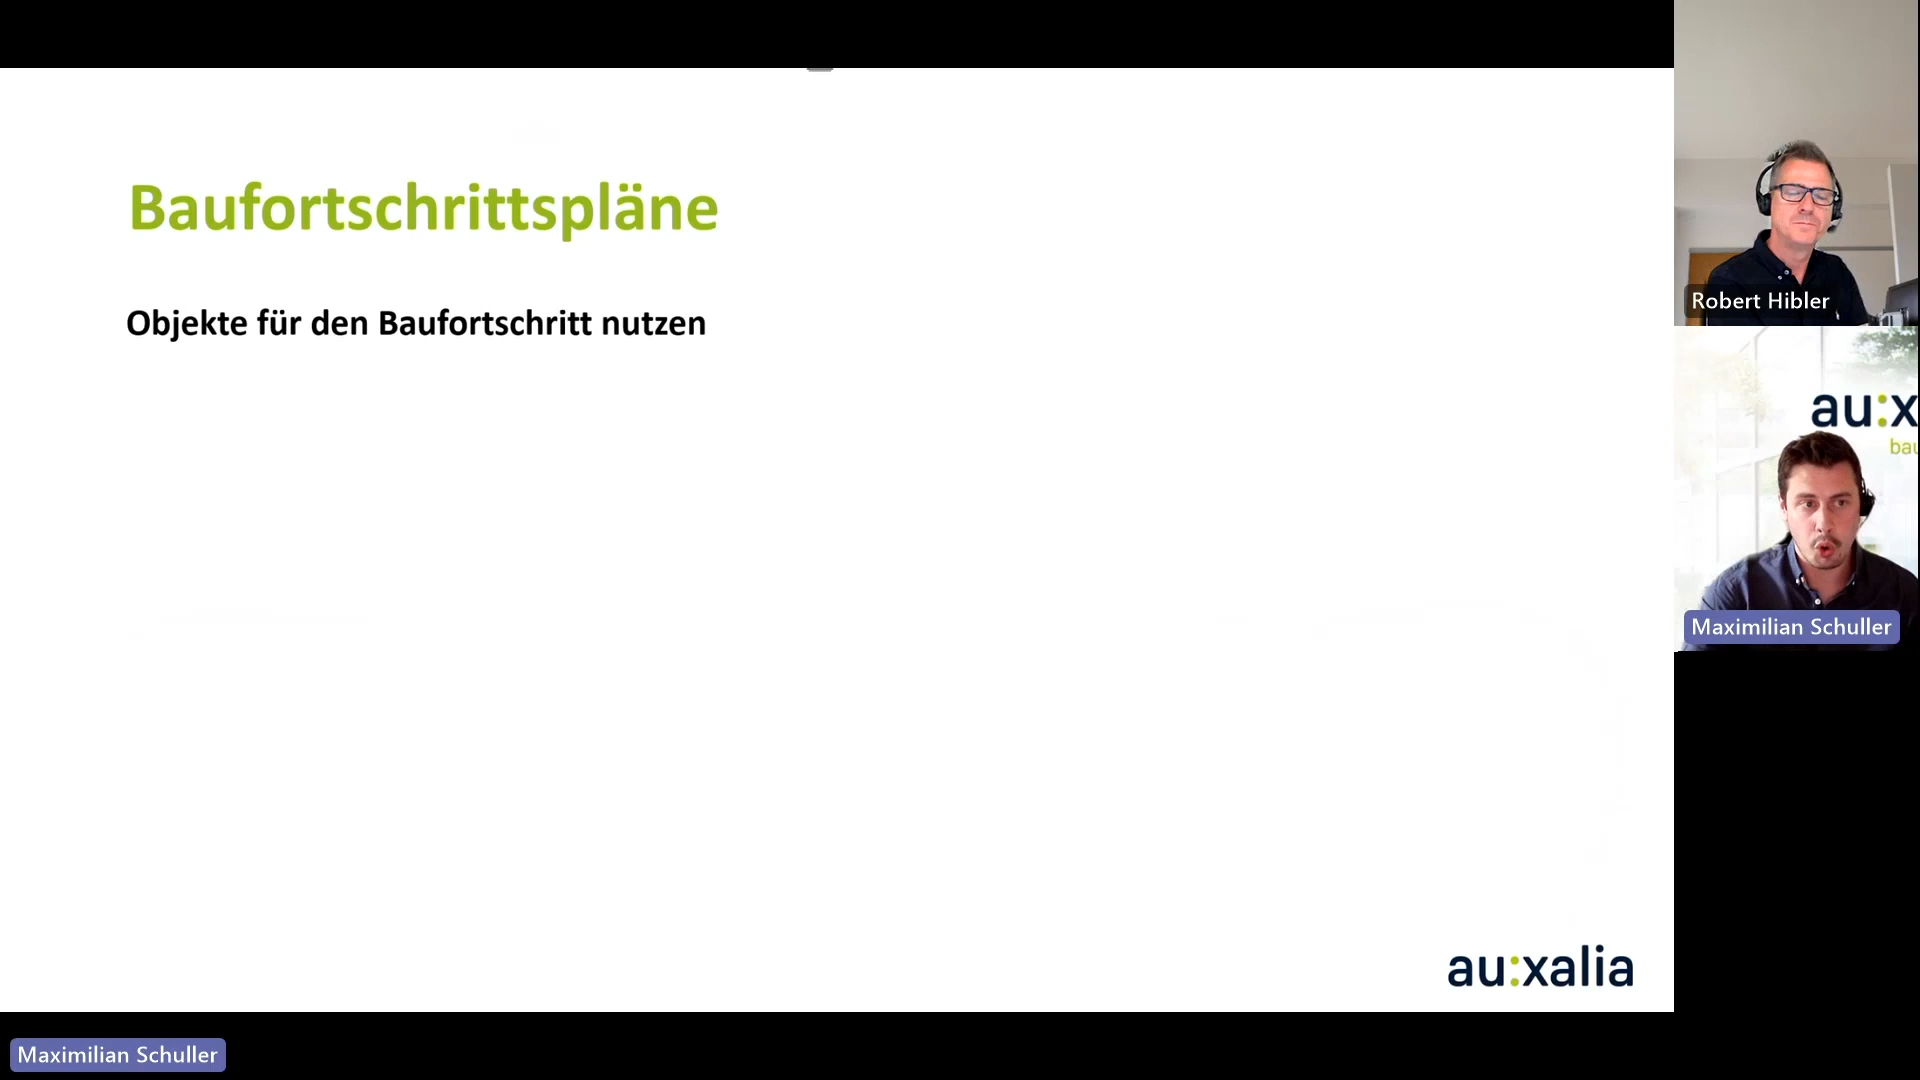 Baufortschrittspläne
Objekte für den Baufortschritt nutzen
au:xalia
Maximilian Schuller
Robert Hibler
au:x
bau
Maximilian Schuller